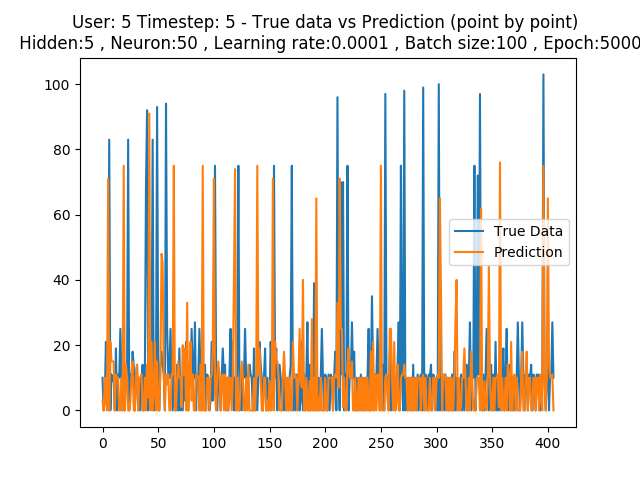 User: 5 Timestep: 5 - True data vs Prediction (point by point)
Hidden:5 , Neuron:50 , Learning rate:0.0001 , Batch size:100 , Epoch:5000
100
80
60
40
20
0
True Data
Prediction
0 50 100 150 200 250 300 350 400